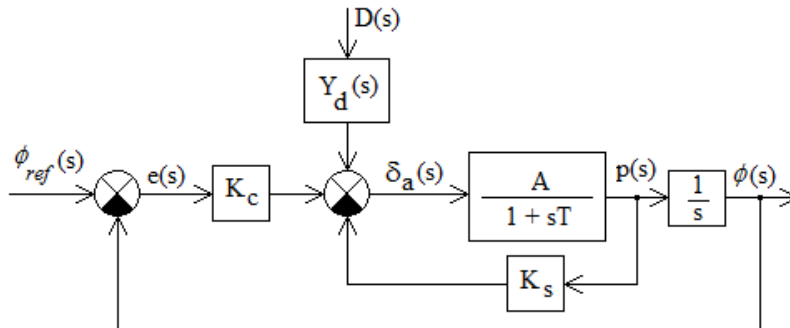 D(s)
Y_d(s)
ϕ_ref(s)
e(s)
K_c
δ_a(s)
A
1 + sT
p(s)
1
s
ϕ(s)
K_s